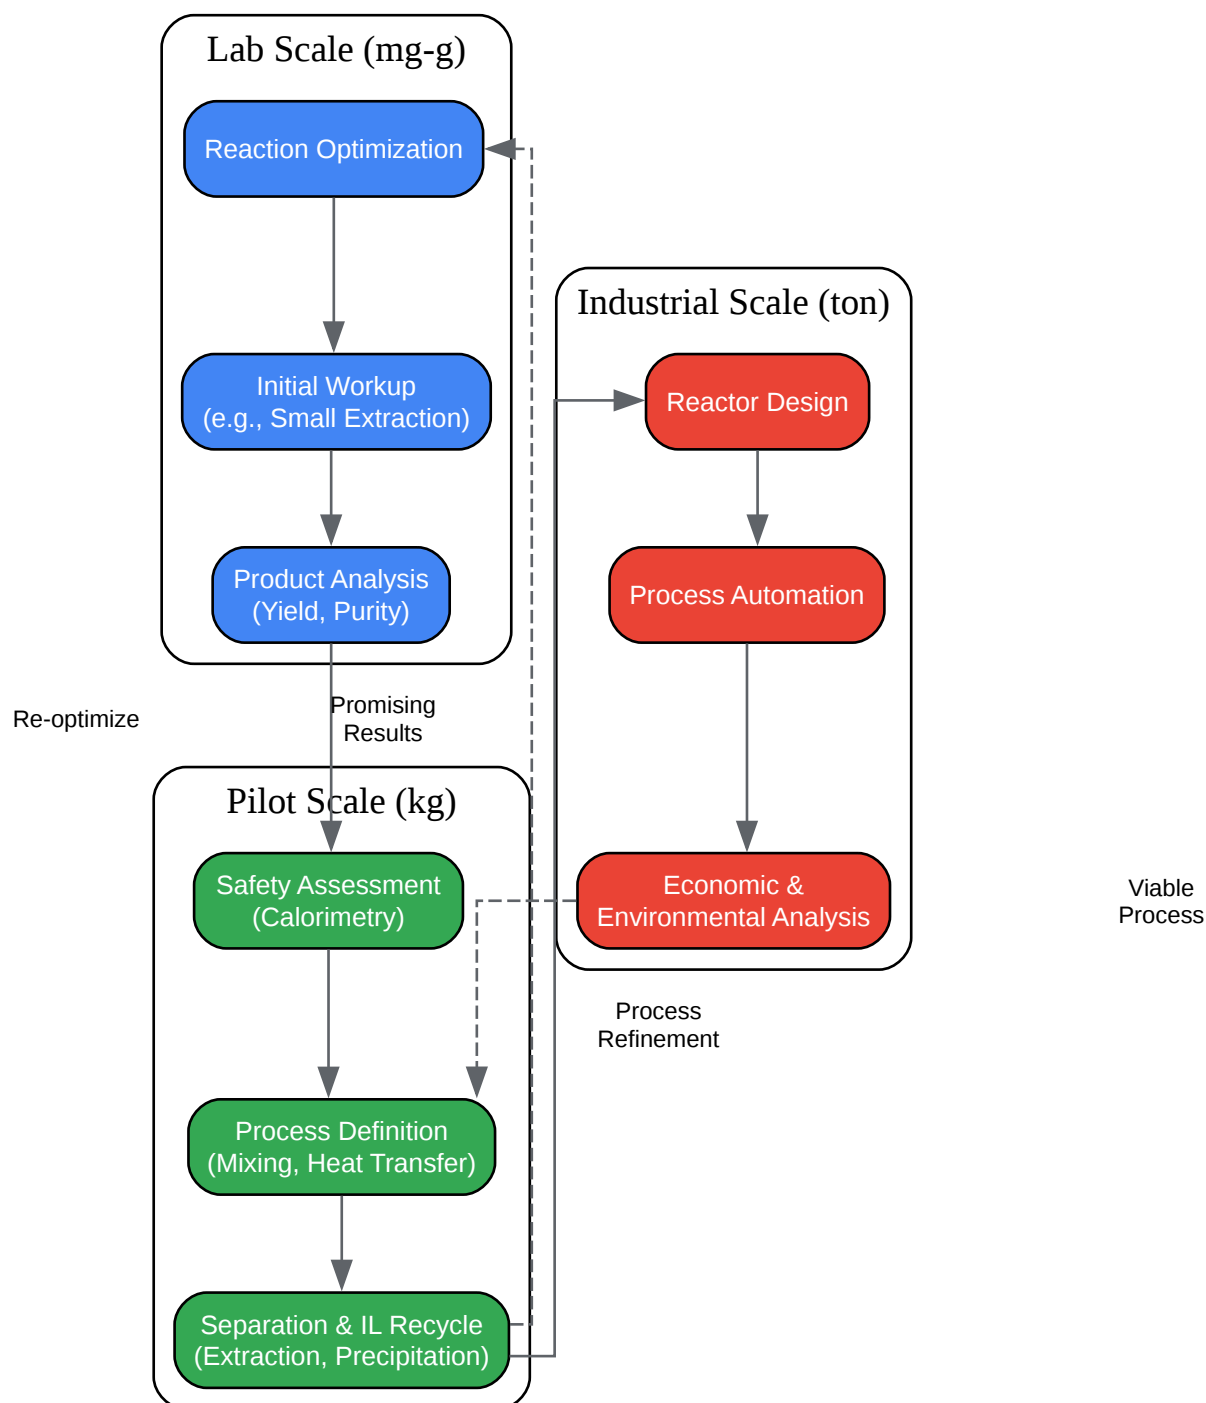 Lab Scale (mg-g)
Reaction Optimization
Initial Workup
(e.g., Small Extraction)
Product Analysis
(Yield, Purity)
Re-optimize
Promising
Results
Pilot Scale (kg)
Safety Assessment
(Calorimetry)
Process Definition
(Mixing, Heat Transfer)
Separation & IL Recycle
(Extraction, Precipitation)
Industrial Scale (ton)
Reactor Design
Process Automation
Economic &
Environmental Analysis
Process
Refinement
Viable
Process